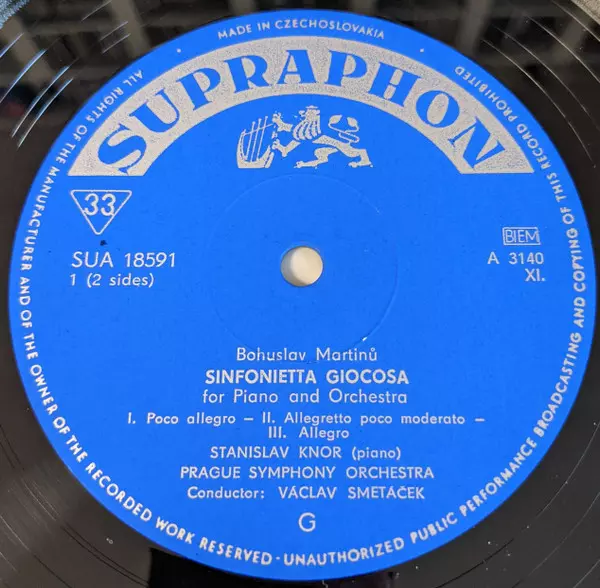 MADE IN CZECHOSLOVAKIA
ALL RIGHTS OF THE MANUFACTURER AND OF THE OWNER OF THE RECORDED WORK RESERVED - UNAUTHORIZED PUBLIC PERFORMANCE BROADCASTING AND COPYING OF THIS RECORD PROHIBITED
SUPRAPHON
33
SUA 18591
1 (2 sides)
BIEM
A 3140
XI.
Bohuslav Martinů
SINFONIETTA GIOCOSA
for Piano and Orchestra
I. Poco allegro – II. Allegretto poco moderato –
III. Allegro
STANISLAV KNOR (piano)
PRAGUE SYMPHONY ORCHESTRA
Conductor: VÁCLAV SMETÁČEK
G